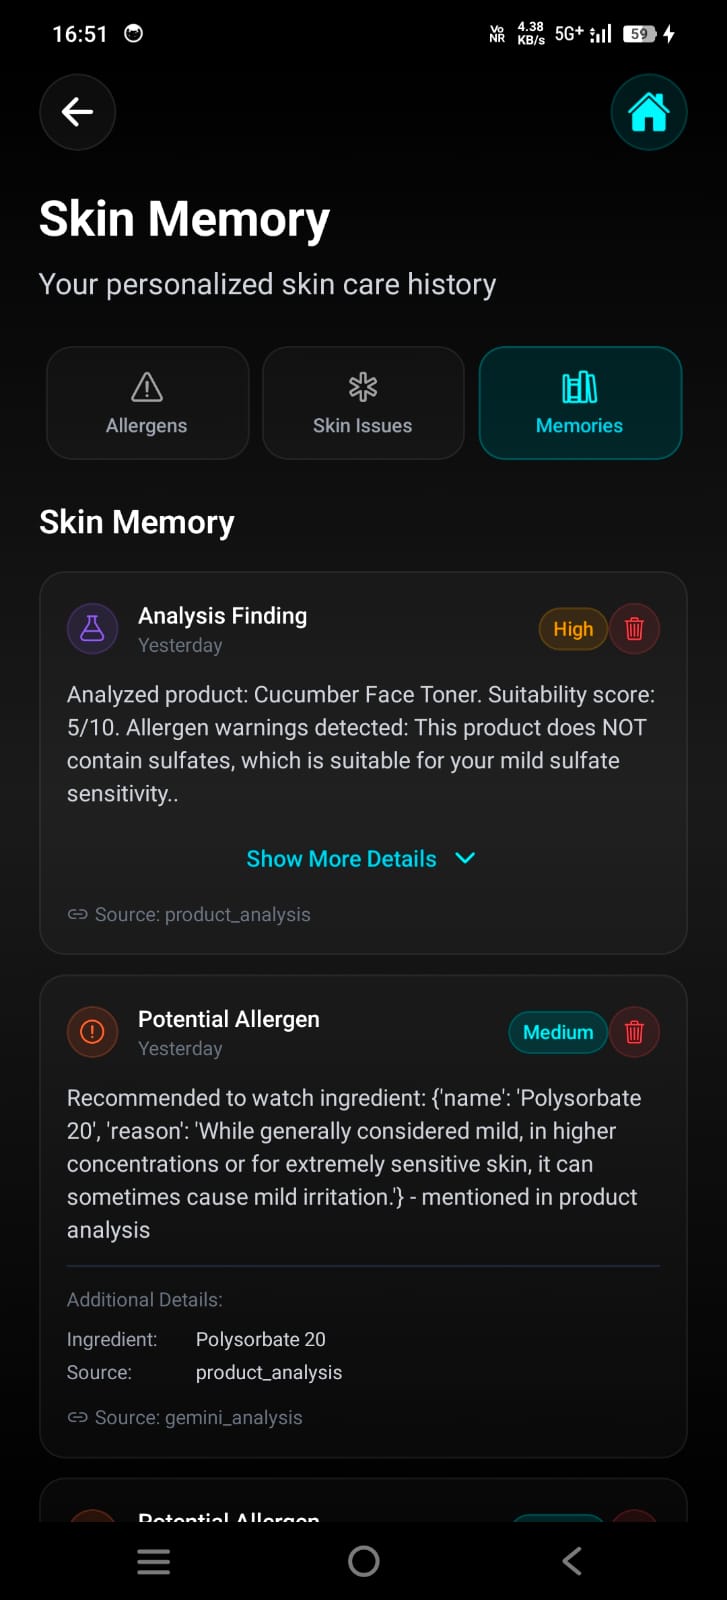 16:51
Vo
NR
4.38
KB/s
5G+
59
Skin Memory
Your personalized skin care history
Allergens
Skin Issues
Memories
Skin Memory
Analysis Finding
Yesterday
High
Analyzed product: Cucumber Face Toner. Suitability score:
5/10. Allergen warnings detected: This product does NOT
contain sulfates, which is suitable for your mild sulfate
sensitivity..
Show More Details
Source: product_analysis
Potential Allergen
Yesterday
Medium
Recommended to watch ingredient: {'name': 'Polysorbate
20', 'reason': 'While generally considered mild, in higher
concentrations or for extremely sensitive skin, it can
sometimes cause mild irritation.'} - mentioned in product
analysis
Additional Details:
Ingredient: Polysorbate 20
Source: product_analysis
Source: gemini_analysis
Potential Allergen